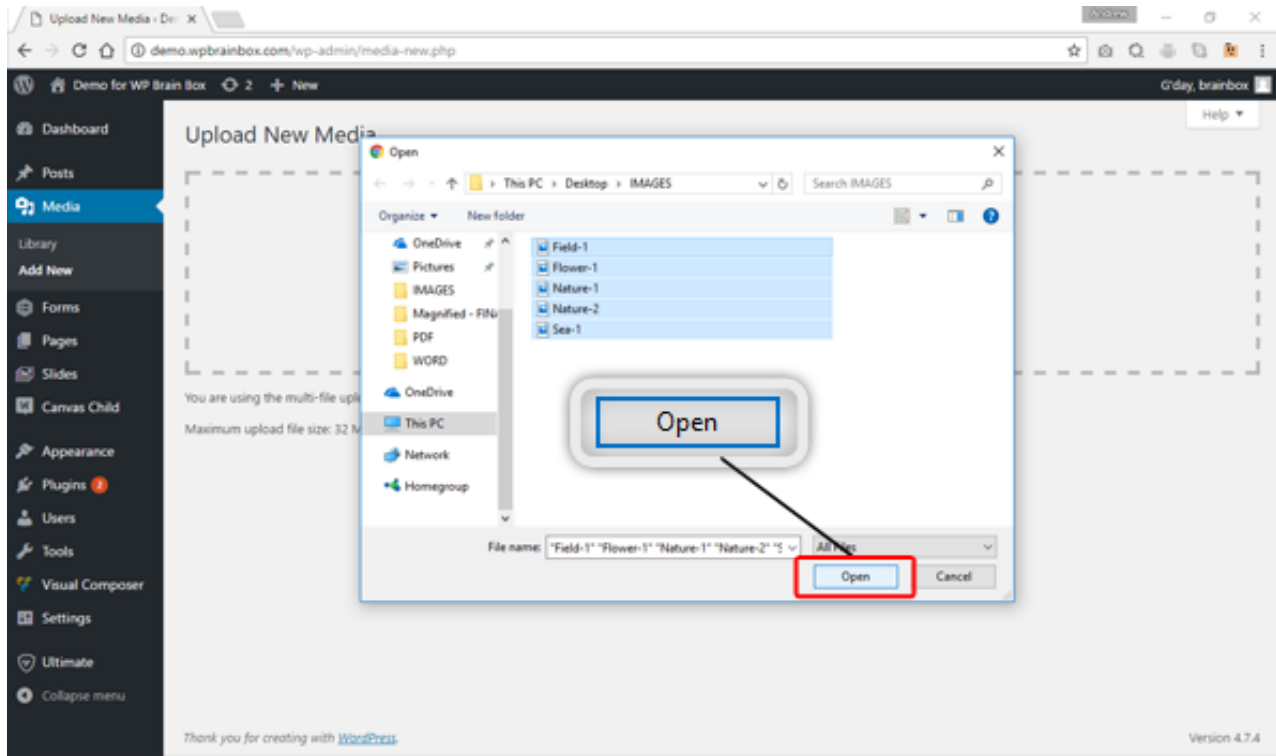 Upload New Media - De
Andrew
demo.wpbrainbox.com/wp-admin/media-new.php
Demo for WP Brain Box 2 + New
G'day, brainbox
Help
Dashboard
Posts
Media
Library
Add New
Forms
Pages
Slides
Canvas Child
Appearance
Plugins 2
Users
Tools
Visual Composer
Settings
Ultimate
Collapse menu
Upload New Media
You are using the multi-file upl
Maximum upload file size: 32 M
Open
This PC › Desktop › IMAGES
Search IMAGES
Organize
New folder
OneDrive
Pictures
IMAGES
Magnified - FINA
PDF
WORD
OneDrive
This PC
Network
Homegroup
Field-1
Flower-1
Nature-1
Nature-2
Sea-1
Open
File name: "Field-1" "Flower-1" "Nature-1" "Nature-2" "S
All Files
Open
Cancel
Thank you for creating with WordPress.
Version 4.7.4